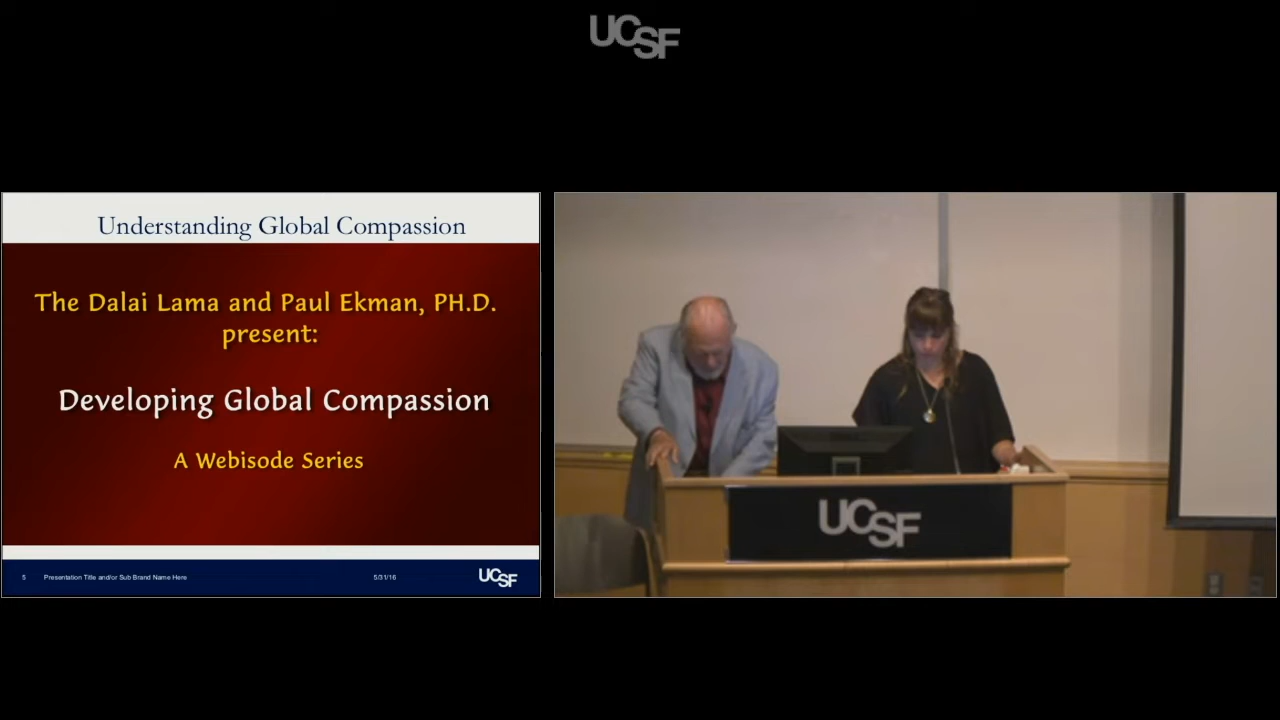 UCSF
Understanding Global Compassion
The Dalai Lama and Paul Ekman, PH.D.
present:
Developing Global Compassion
A Webisode Series
5 Presentation Title and/or Sub Brand Name Here 5/31/16 UCSF
UCSF